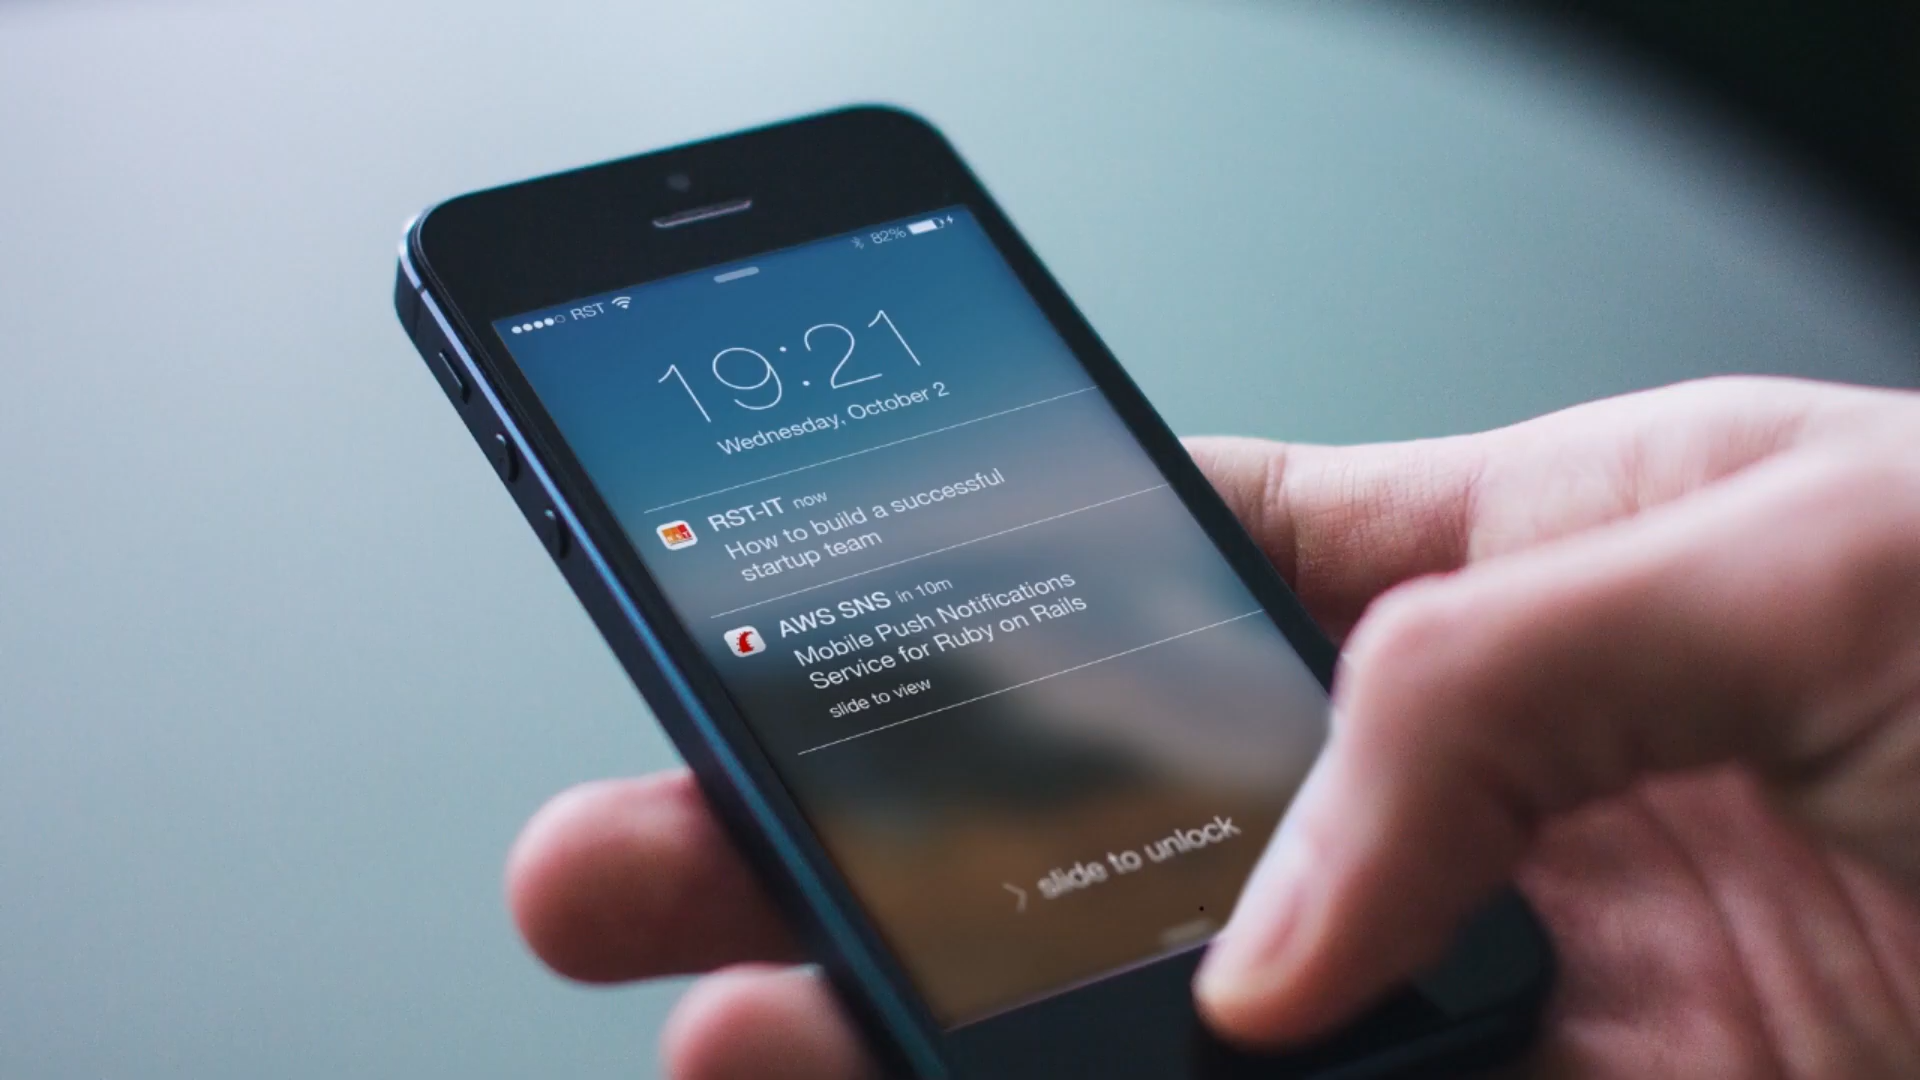 RST
82%
19:21
Wednesday, October 2
RST-IT now
How to build a successful
startup team
AWS SNS in 10m
Mobile Push Notifications
Service for Ruby on Rails
slide to view
slide to unlock